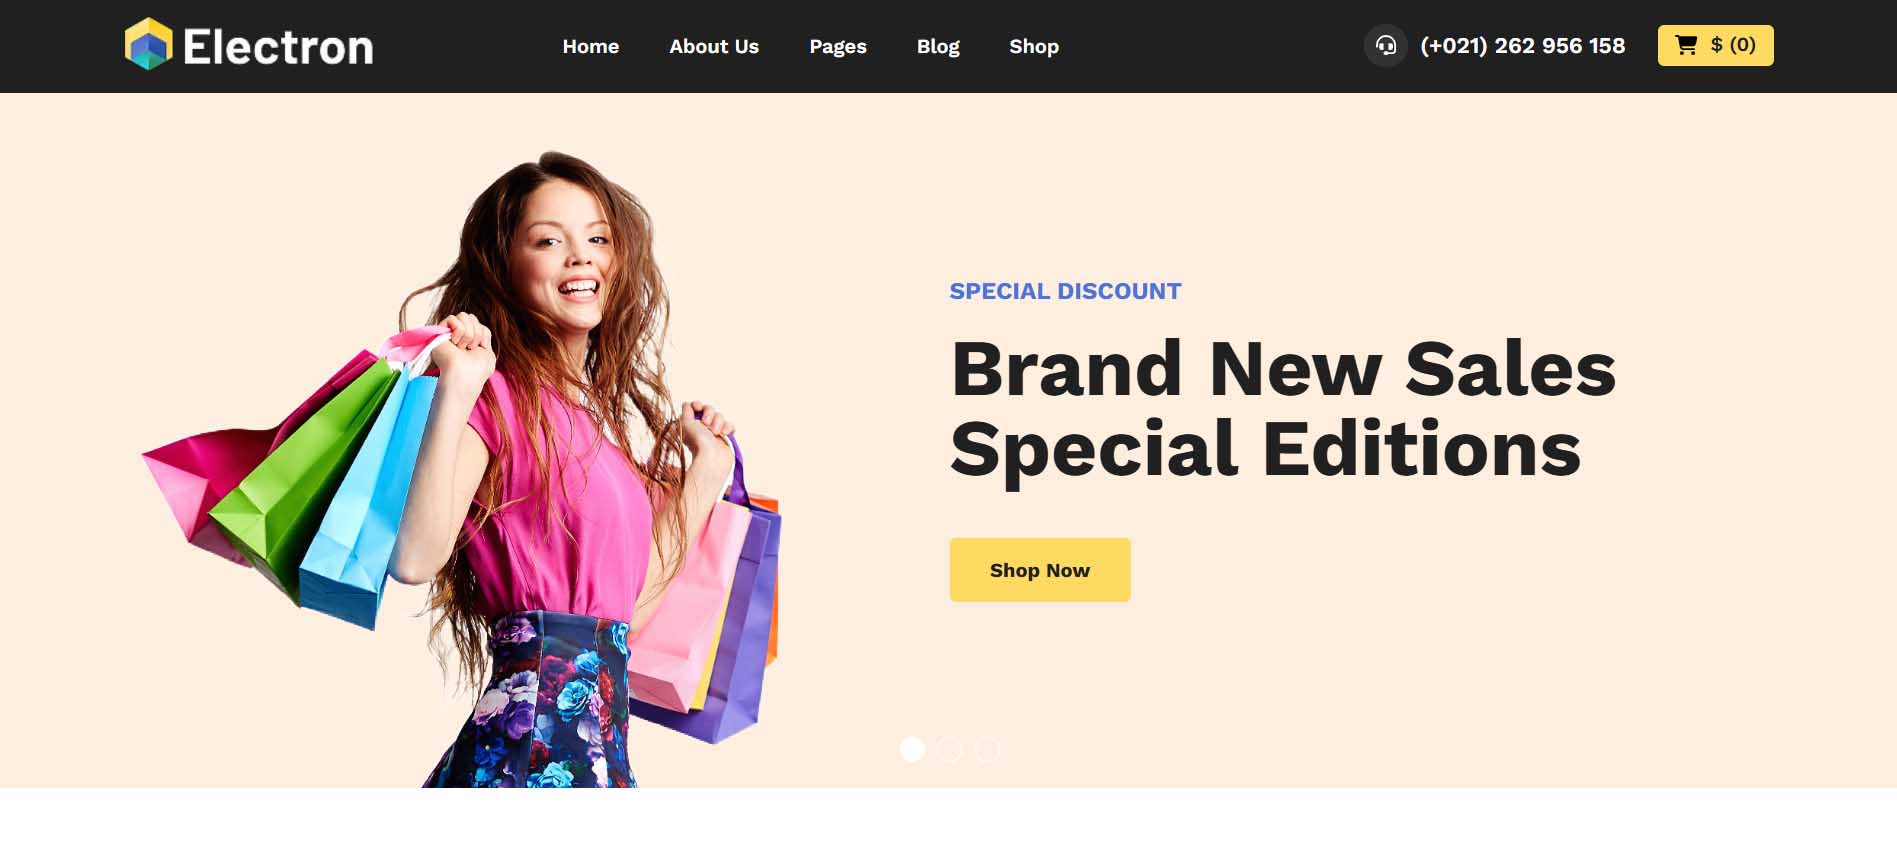 Electron
Home About Us Pages Blog Shop
(+021) 262 956 158
$ (0)
SPECIAL DISCOUNT
Brand New Sales
Special Editions
Shop Now